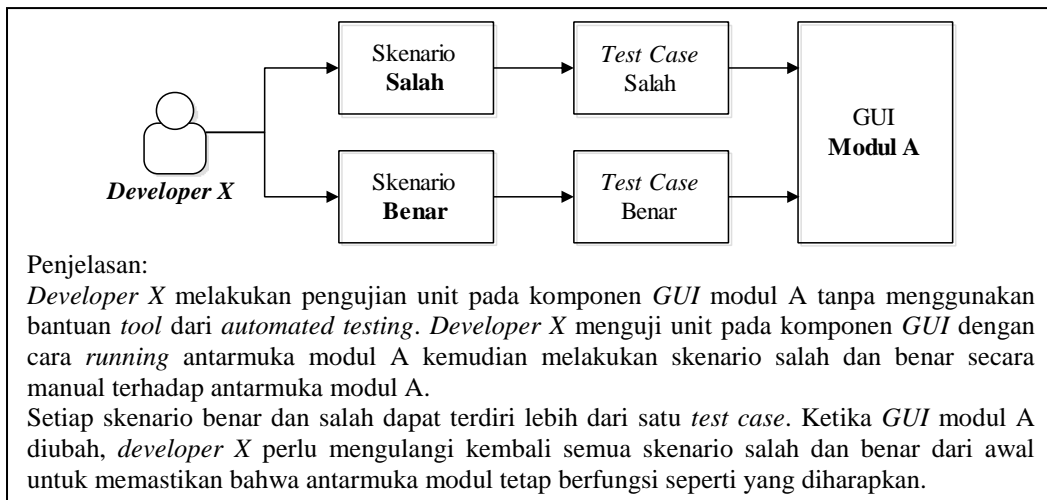 Skenario
Salah
Test Case
Salah
GUI
Modul A
Developer X
Skenario
Benar
Test Case
Benar
Penjelasan:
Developer X melakukan pengujian unit pada komponen GUI modul A tanpa menggunakan
bantuan tool dari automated testing. Developer X menguji unit pada komponen GUI dengan
cara running antarmuka modul A kemudian melakukan skenario salah dan benar secara
manual terhadap antarmuka modul A.
Setiap skenario benar dan salah dapat terdiri lebih dari satu test case. Ketika GUI modul A
diubah, developer X perlu mengulangi kembali semua skenario salah dan benar dari awal
untuk memastikan bahwa antarmuka modul tetap berfungsi seperti yang diharapkan.